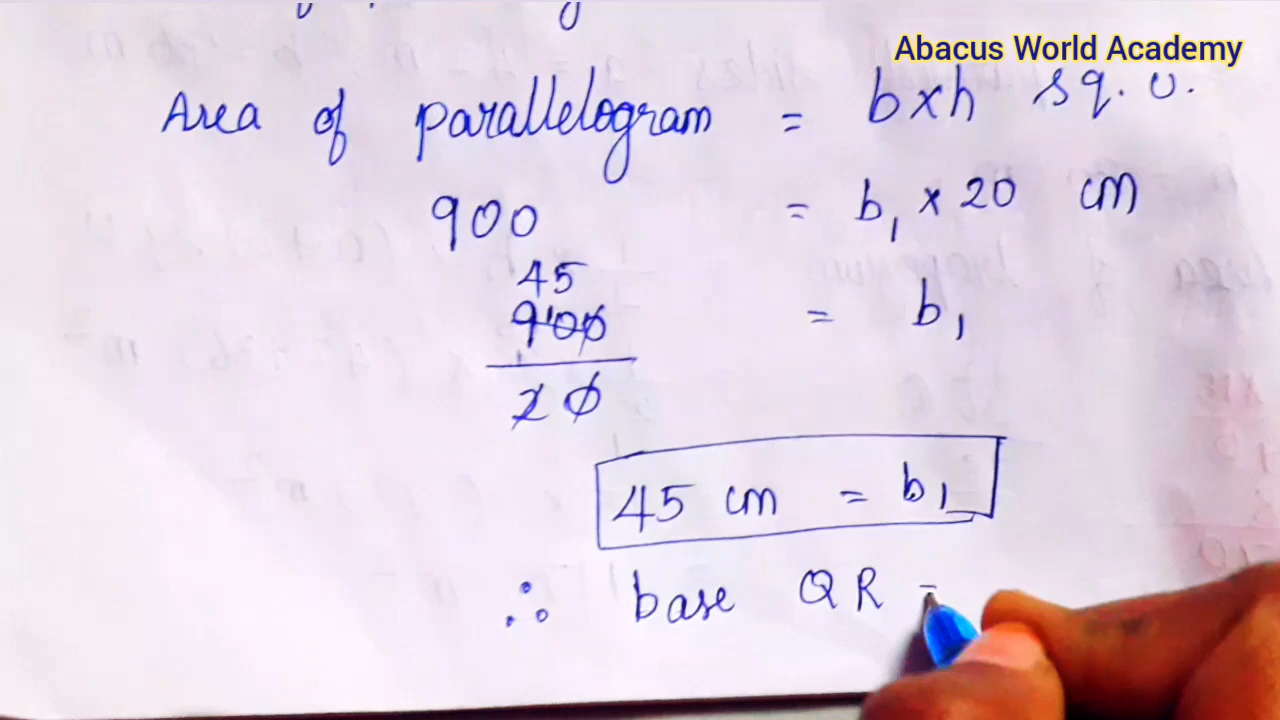 Abacus World Academy
Area of parallelogram = b x h sq. u.
900 = b₁ x 20 cm
45
900 = b₁
20
45 cm = b₁
∴ base QR =